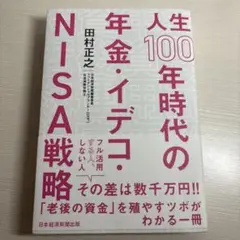 人生100年時代の
年金・イデコ・
NISA戦略
田村正之
フル活用
する人、
しない人
その差は数千万円!!
「老後の資金」を殖やすツボが
わかる一冊
日本経済新聞出版